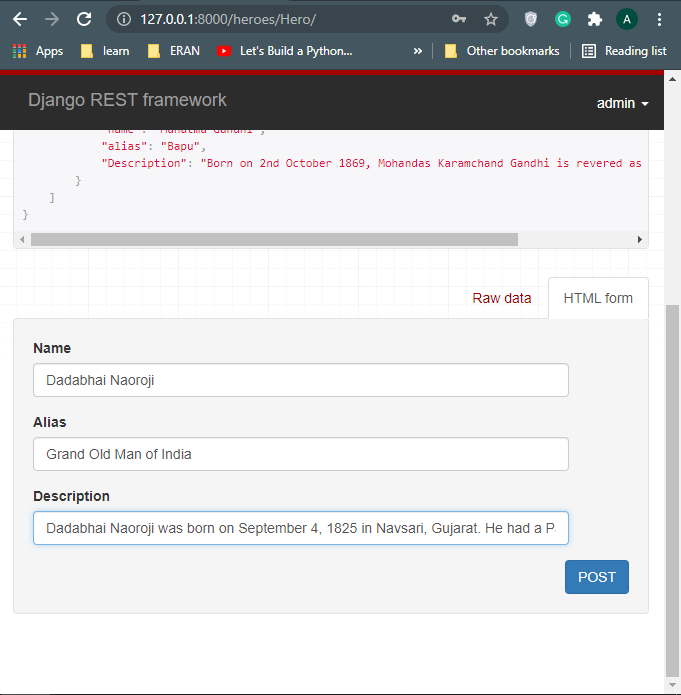 127.0.0.1:8000/heroes/Hero/
A
Apps learn ERAN Let's Build a Python... » Other bookmarks Reading list
Django REST framework admin
"name": "Mahatma Gandhi",
"alias": "Bapu",
"Description": "Born on 2nd October 1869, Mohandas Karamchand Gandhi is revered as
}
]
}
Raw data HTML form
Name
Dadabhai Naoroji
Alias
Grand Old Man of India
Description
Dadabhai Naoroji was born on September 4, 1825 in Navsari, Gujarat. He had a P
POST